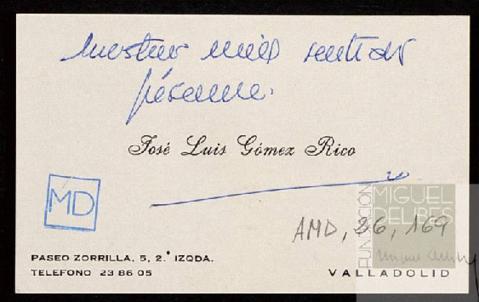 Nuestro más sentido
pésame.
José Luis Gómez Rico
MD
AMD, 36, 169
FUNDACIÓN
MIGUEL
DELIBES
PASEO ZORRILLA, 5, 2.º IZQDA.
TELEFONO 23 86 05
VALLADOLID